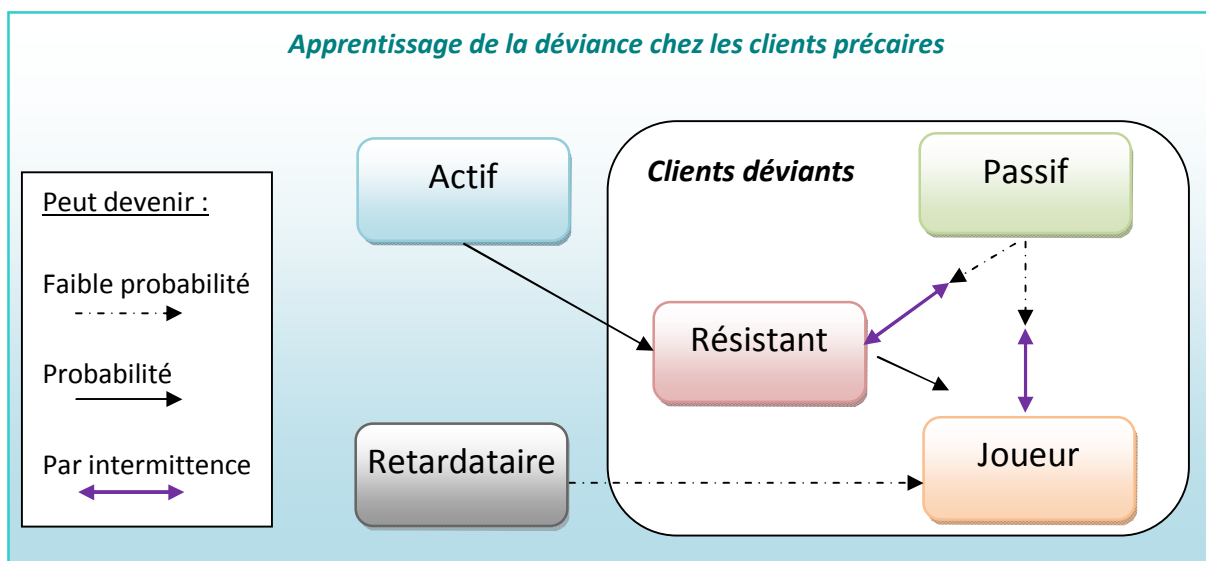 Apprentissage de la déviance chez les clients précaires
Peut devenir :
Faible probabilité
Probabilité
Par intermittence
Actif
Clients déviants
Passif
Résistant
Retardataire
Joueur